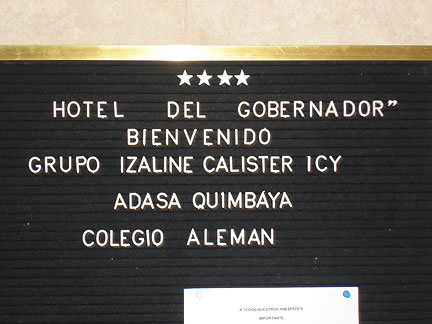 ★★★★
HOTEL DEL GOBERNADOR”
BIENVENIDO
GRUPO IZALINE CALISTER ICY
ADASA QUIMBAYA
COLEGIO ALEMAN
A TODOS NUESTROS HUESPEDES
IMPORTANTE